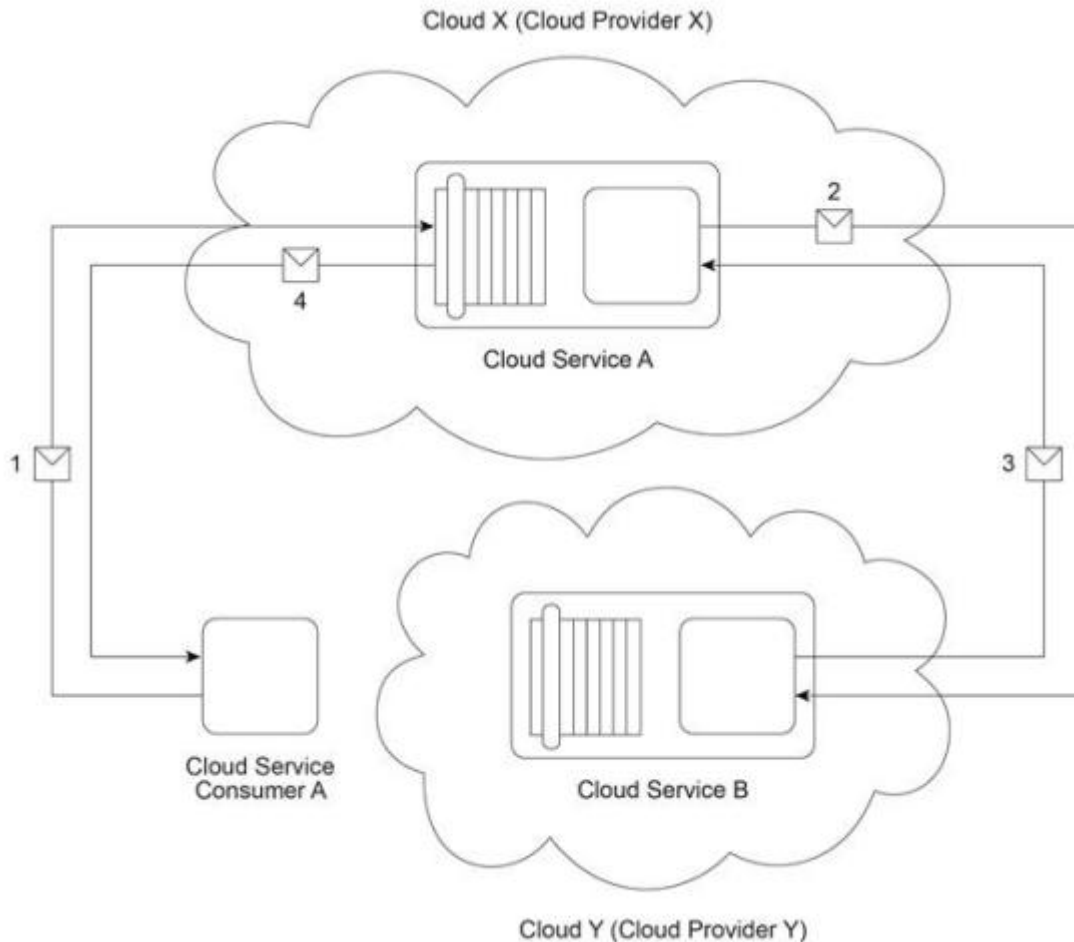 Cloud X (Cloud Provider X)
2
4
Cloud Service A
1
3
Cloud Service
Consumer A
Cloud Service B
Cloud Y (Cloud Provider Y)